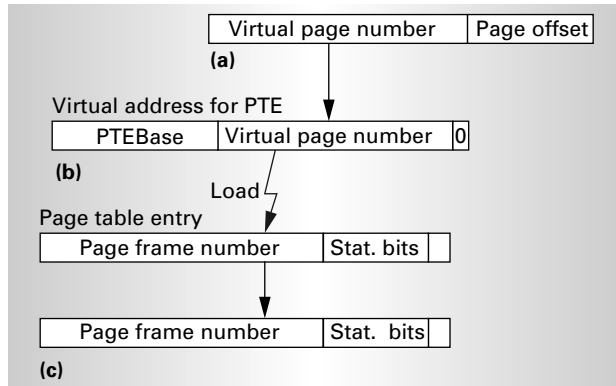 Virtual page number Page offset
(a)
Virtual address for PTE
PTEBase Virtual page number 0
(b)
Load
Page table entry
Page frame number Stat. bits
Page frame number Stat. bits
(c)